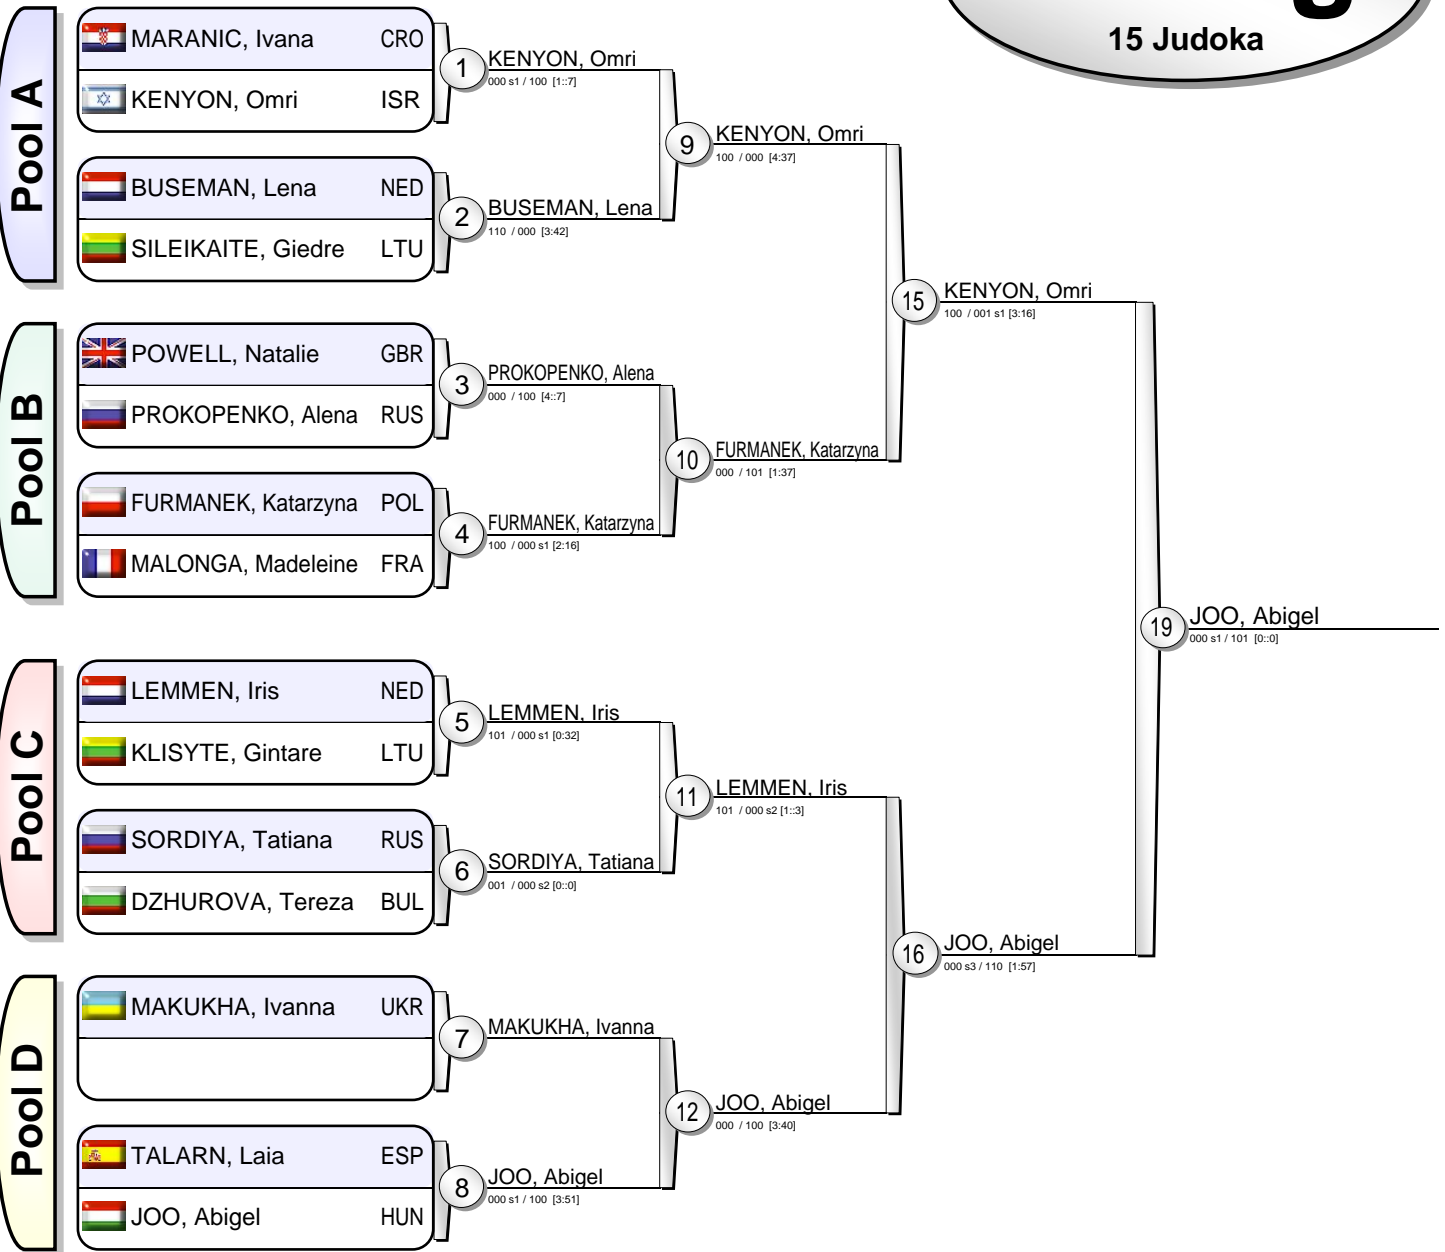 15 Judoka
Pool A
MARANIC, Ivana CRO
KENYON, Omri ISR
1
KENYON, Omri
000 s1 / 100 [1::7]
BUSEMAN, Lena NED
SILEIKAITE, Giedre LTU
2
BUSEMAN, Lena
110 / 000 [3:42]
9
KENYON, Omri
100 / 000 [4:37]
Pool B
POWELL, Natalie GBR
PROKOPENKO, Alena RUS
3
PROKOPENKO, Alena
000 / 100 [4::7]
FURMANEK, Katarzyna POL
MALONGA, Madeleine FRA
4
FURMANEK, Katarzyna
100 / 000 s1 [2:16]
10
FURMANEK, Katarzyna
000 / 101 [1:37]
15
KENYON, Omri
100 / 001 s1 [3:16]
Pool C
LEMMEN, Iris NED
KLISYTE, Gintare LTU
5
LEMMEN, Iris
101 / 000 s1 [0:32]
SORDIYA, Tatiana RUS
DZHUROVA, Tereza BUL
6
SORDIYA, Tatiana
001 / 000 s2 [0::0]
11
LEMMEN, Iris
101 / 000 s2 [1::3]
Pool D
MAKUKHA, Ivanna UKR
7
MAKUKHA, Ivanna
TALARN, Laia ESP
JOO, Abigel HUN
8
JOO, Abigel
000 s1 / 100 [3:51]
12
JOO, Abigel
000 / 100 [3:40]
16
JOO, Abigel
000 s3 / 110 [1:57]
19
JOO, Abigel
000 s1 / 101 [0::0]